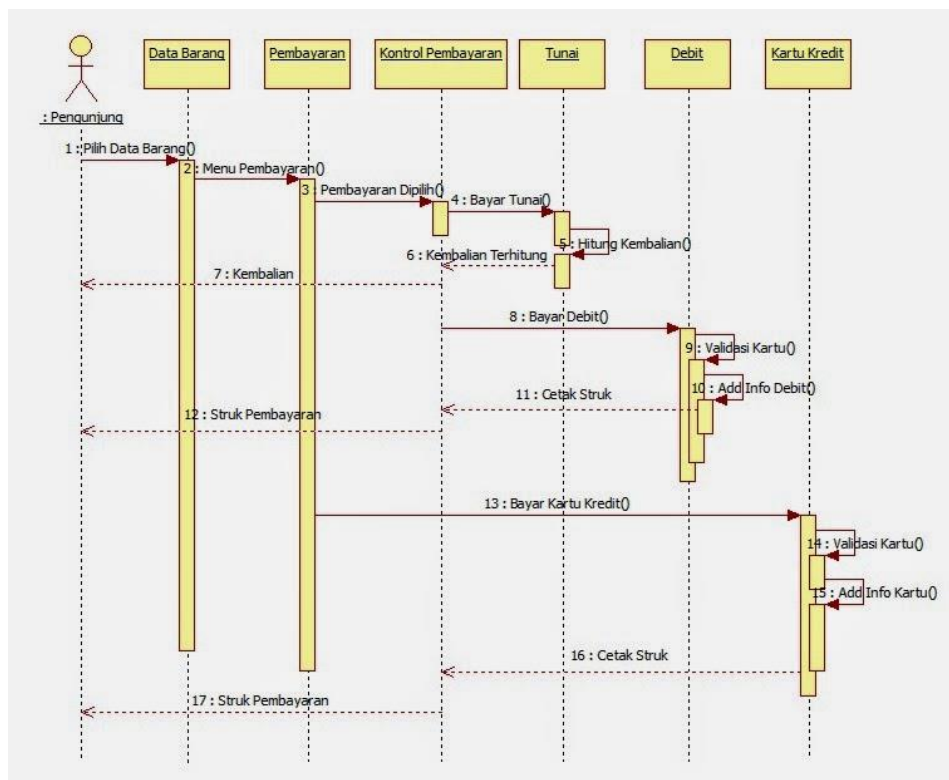 Data Barang
Pembayaran
Kontrol Pembayaran
Tunai
Debit
Kartu Kredit
: Pengunjung
1 : Pilih Data Barang()
2 : Menu Pembayaran()
3 : Pembayaran Dipilih()
4 : Bayar Tunai()
5 : Hitung Kembalian()
6 : Kembalian Terhitung
7 : Kembalian
8 : Bayar Debit()
9 : Validasi Kartu()
10 : Add Info Debit()
11 : Cetak Struk
12 : Struk Pembayaran
13 : Bayar Kartu Kredit()
14 : Validasi Kartu()
15 : Add Info Kartu()
16 : Cetak Struk
17 : Struk Pembayaran